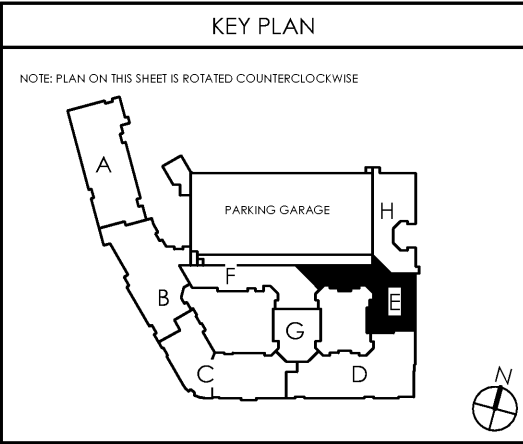 KEY PLAN
NOTE: PLAN ON THIS SHEET IS ROTATED COUNTERCLOCKWISE
A
PARKING GARAGE
H
F
B
E
G
C
D
N